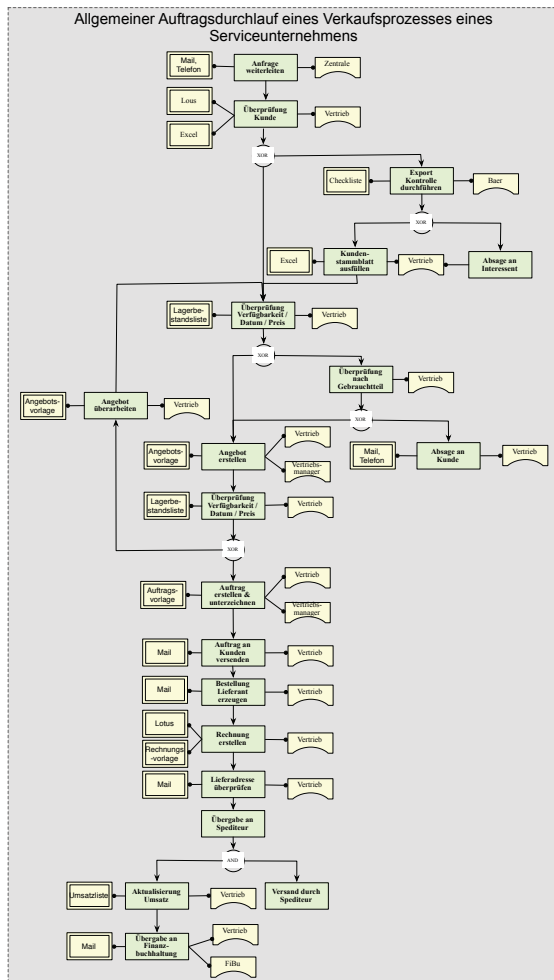 Allgemeiner Auftragsdurchlauf eines Verkaufsprozesses eines
Serviceunternehmens
Mail,
Telefon
Anfrage
weiterleiten
Zentrale
Lous
Excel
Überprüfung
Kunde
Vertrieb
XOR
Checkliste
Export
Kontrolle
durchführen
Baer
XOR
Excel
Kunden-
stammblatt
ausfüllen
Vertrieb
Absage an
Interessent
Lagerbe-
standsliste
Überprüfung
Verfügbarkeit /
Datum / Preis
Vertrieb
XOR
Überprüfung
nach
Gebrauchtteil
Vertrieb
Angebots-
vorlage
Angebot
überarbeiten
Vertrieb
XOR
Angebots-
vorlage
Angebot
erstellen
Vertrieb
Vertriebs-
manager
Mail,
Telefon
Absage an
Kunde
Vertrieb
Lagerbe-
standsliste
Überprüfung
Verfügbarkeit /
Datum / Preis
Vertrieb
XOR
Auftrags-
vorlage
Auftrag
erstellen &
unterzeichnen
Vertrieb
Vertriebs-
manager
Mail
Auftrag an
Kunden
versenden
Vertrieb
Mail
Bestellung
Lieferant
erzeugen
Vertrieb
Lotus
Rechnungs
-vorlage
Rechnung
erstellen
Vertrieb
Mail
Lieferadresse
überprüfen
Vertrieb
Übergabe an
Spediteur
AND
Umsatzliste
Aktualisierung
Umsatz
Vertrieb
Versand durch
Spediteur
Mail
Übergabe an
Finanz-
buchhaltung
Vertrieb
FiBu